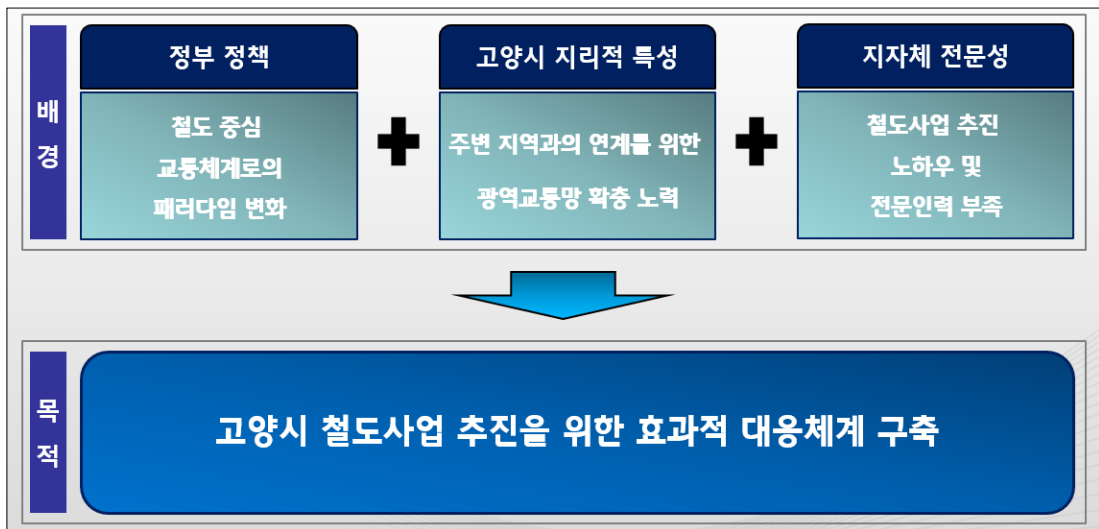 배경
정부 정책
철도 중심
교통체계로의
패러다임 변화
고양시 지리적 특성
주변 지역과의 연계를 위한
광역교통망 확충 노력
지자체 전문성
철도사업 추진
노하우 및
전문인력 부족
목적
고양시 철도사업 추진을 위한 효과적 대응체계 구축